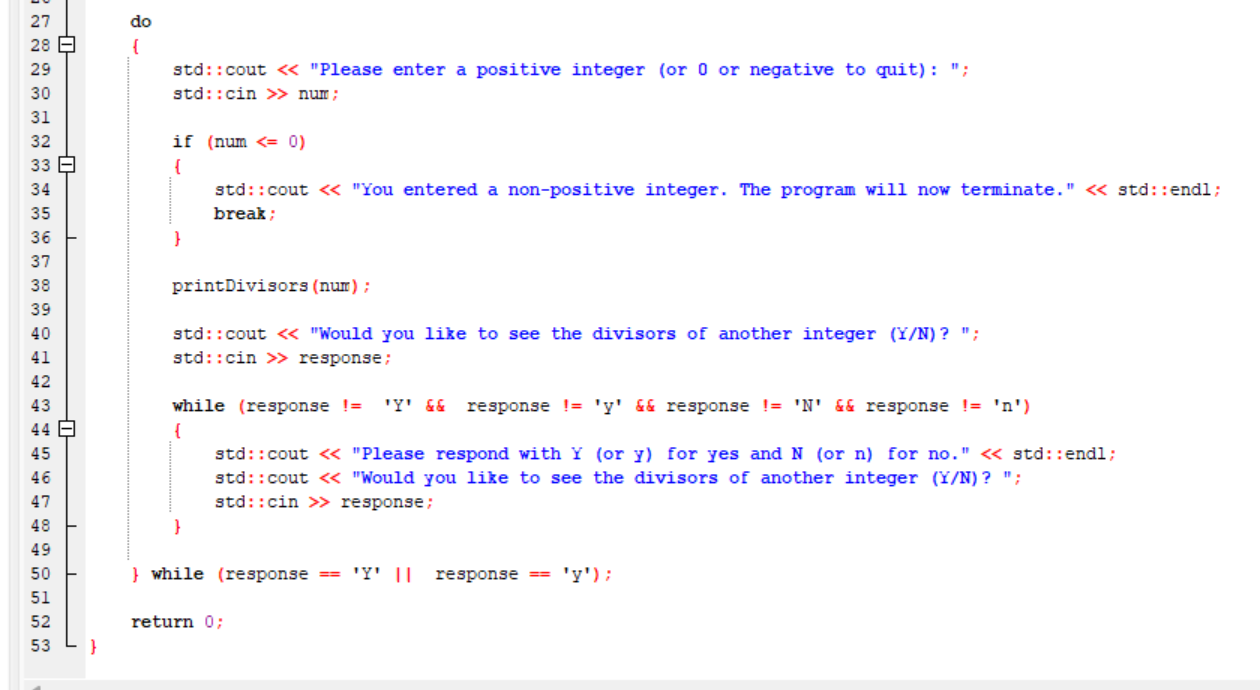 27 do
28 {
29 std::cout << "Please enter a positive integer (or 0 or negative to quit): ";
30 std::cin >> num;
31
32 if (num <= 0)
33 {
34 std::cout << "You entered a non-positive integer. The program will now terminate." << std::endl;
35 break;
36 }
37
38 printDivisors(num);
39
40 std::cout << "Would you like to see the divisors of another integer (Y/N)? ";
41 std::cin >> response;
42
43 while (response !=  'Y' &&  response != 'y' && response != 'N' && response != 'n')
44 {
45 std::cout << "Please respond with Y (or y) for yes and N (or n) for no." << std::endl;
46 std::cout << "Would you like to see the divisors of another integer (Y/N)? ";
47 std::cin >> response;
48 }
49
50 } while (response == 'Y' ||  response == 'y');
51
52 return 0;
53 }